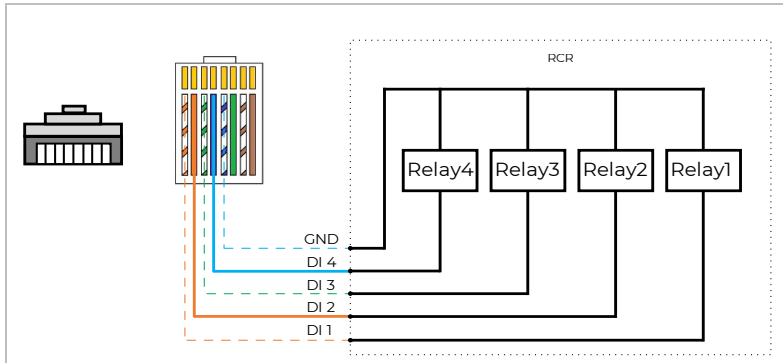 RCR
Relay4 Relay3 Relay2 Relay1
GND
DI 4
DI 3
DI 2
DI 1